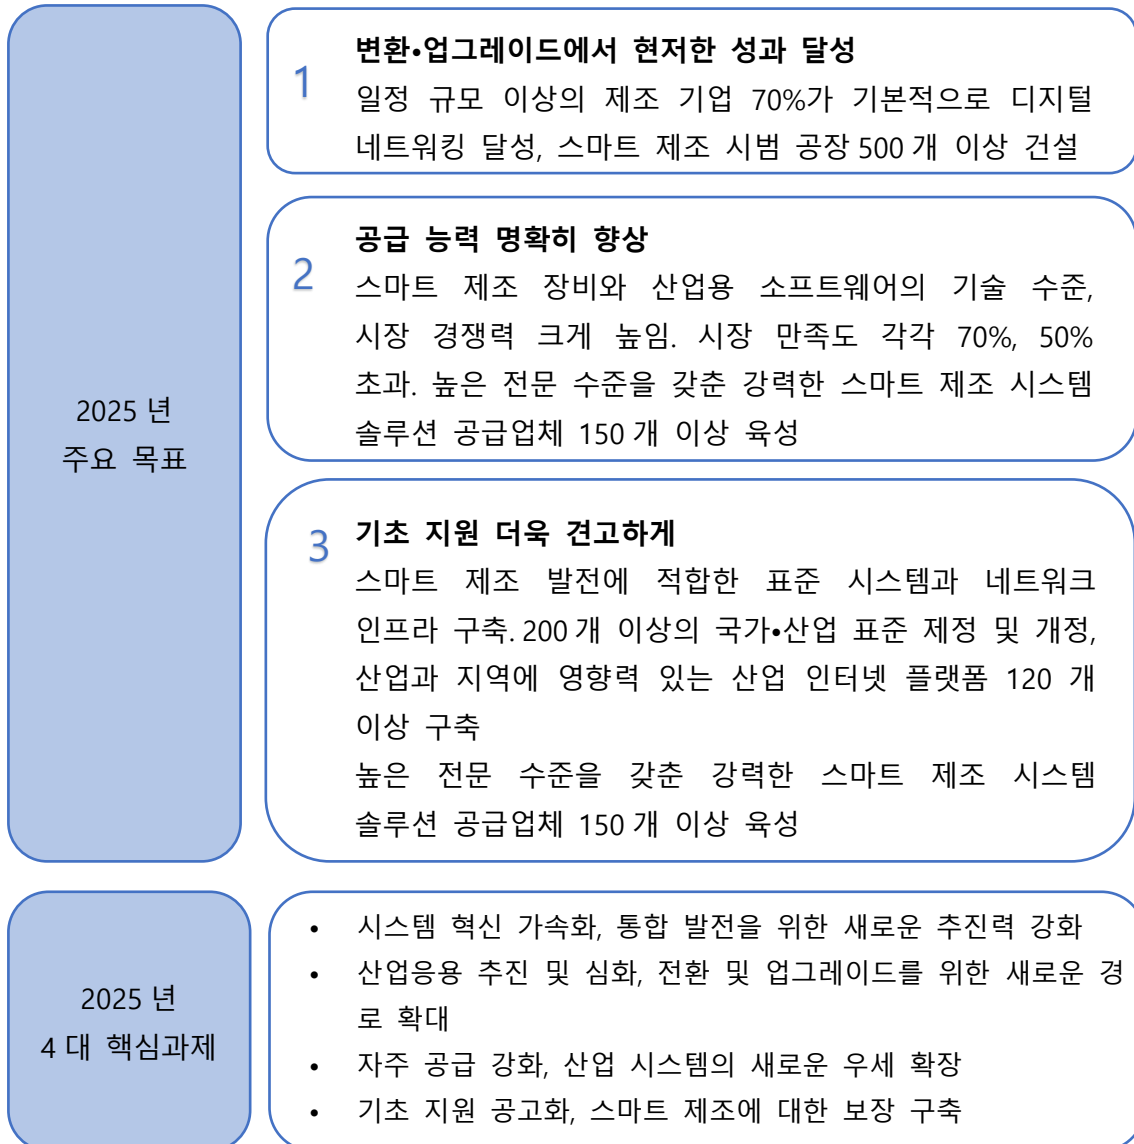 2025 년
주요 목표
1
변환•업그레이드에서 현저한 성과 달성
일정 규모 이상의 제조 기업 70%가 기본적으로 디지털
네트워킹 달성, 스마트 제조 시범 공장 500 개 이상 건설
2
공급 능력 명확히 향상
스마트 제조 장비와 산업용 소프트웨어의 기술 수준,
시장 경쟁력 크게 높임. 시장 만족도 각각 70%, 50%
초과. 높은 전문 수준을 갖춘 강력한 스마트 제조 시스템
솔루션 공급업체 150 개 이상 육성
3
기초 지원 더욱 견고하게
스마트 제조 발전에 적합한 표준 시스템과 네트워크
인프라 구축. 200 개 이상의 국가•산업 표준 제정 및 개정,
산업과 지역에 영향력 있는 산업 인터넷 플랫폼 120 개
이상 구축
높은 전문 수준을 갖춘 강력한 스마트 제조 시스템
솔루션 공급업체 150 개 이상 육성
2025 년
4 대 핵심과제
• 시스템 혁신 가속화, 통합 발전을 위한 새로운 추진력 강화
• 산업응용 추진 및 심화, 전환 및 업그레이드를 위한 새로운 경
로 확대
• 자주 공급 강화, 산업 시스템의 새로운 우세 확장
• 기초 지원 공고화, 스마트 제조에 대한 보장 구축